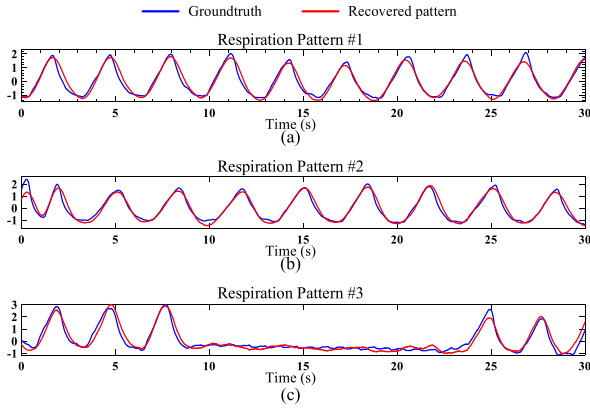 Groundtruth Recovered pattern
Respiration Pattern #1
2
1
0
-1
0 5 10 15 20 25 30
Time (s)
(a)
Respiration Pattern #2
2
1
0
-1
0 5 10 15 20 25 30
Time (s)
(b)
Respiration Pattern #3
3
2
1
0
-1
0 5 10 15 20 25 30
Time (s)
(c)